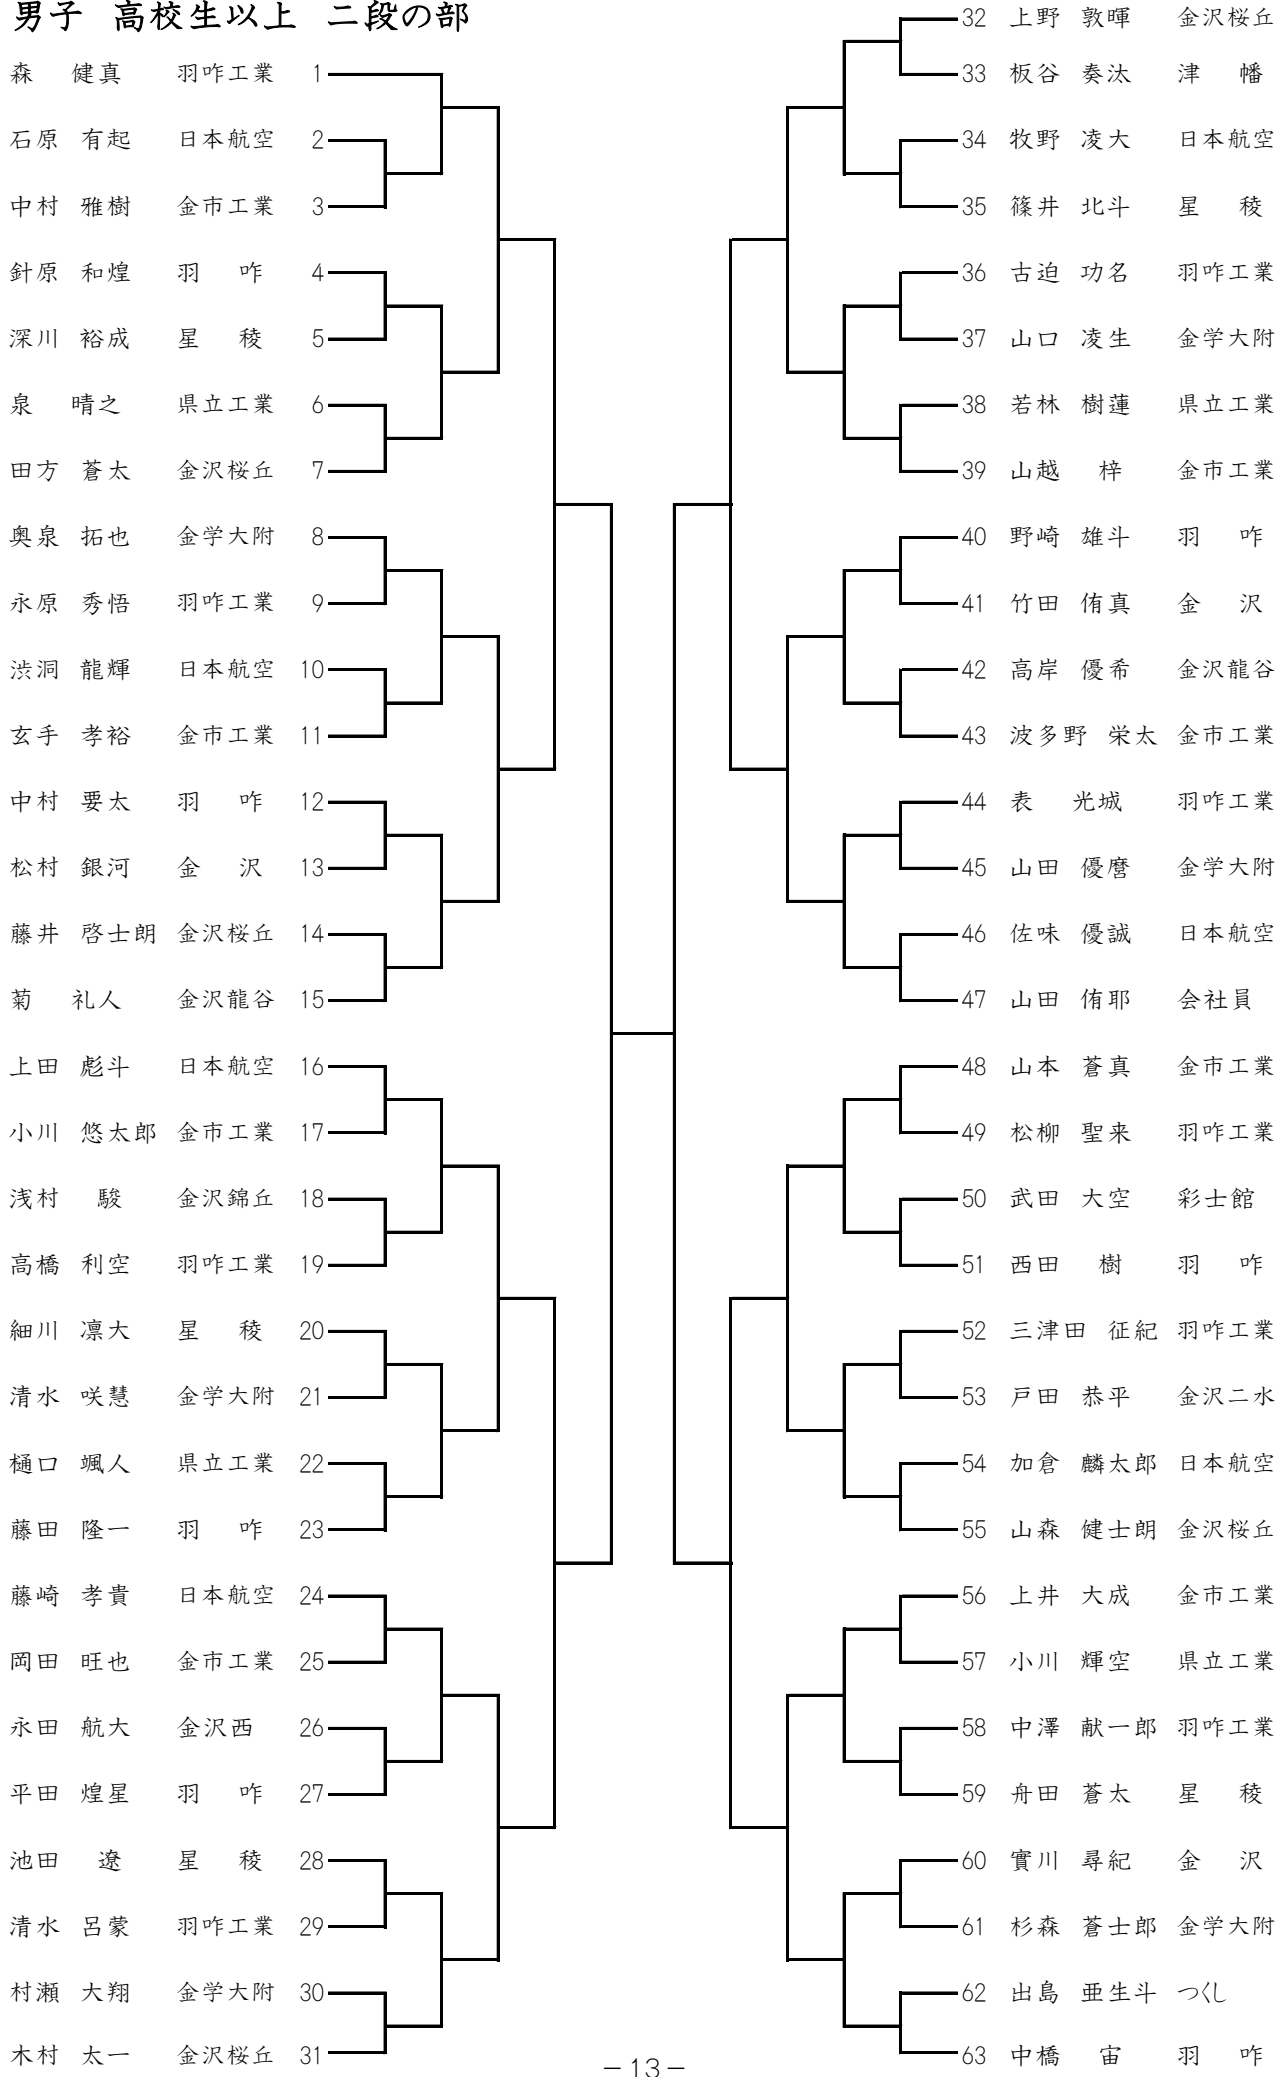 男子 高校生以上 二段の部
森 健真 羽咋工業 1
石原 有起 日本航空 2
中村 雅樹 金市工業 3
針原 和煌 羽 咋 4
深川 裕成 星 稜 5
泉 晴之 県立工業 6
田方 蒼太 金沢桜丘 7
奥泉 拓也 金学大附 8
永原 秀悟 羽咋工業 9
渋洞 龍輝 日本航空 10
玄手 孝裕 金市工業 11
中村 要太 羽 咋 12
松村 銀河 金 沢 13
藤井 啓士朗 金沢桜丘 14
菊 礼人 金沢龍谷 15
上田 彪斗 日本航空 16
小川 悠太郎 金市工業 17
浅村 駿 金沢錦丘 18
高橋 利空 羽咋工業 19
細川 凛大 星 稜 20
清水 咲慧 金学大附 21
樋口 颯人 県立工業 22
藤田 隆一 羽 咋 23
藤崎 孝貴 日本航空 24
岡田 旺也 金市工業 25
永田 航大 金沢西 26
平田 煌星 羽 咋 27
池田 遼 星 稜 28
清水 呂蒙 羽咋工業 29
村瀬 大翔 金学大附 30
木村 太一 金沢桜丘 31
32 上野 敦暉 金沢桜丘
33 板谷 奏汰 津 幡
34 牧野 凌大 日本航空
35 篠井 北斗 星 稜
36 古迫 功名 羽咋工業
37 山口 凌生 金学大附
38 若林 樹蓮 県立工業
39 山越 梓 金市工業
40 野崎 雄斗 羽 咋
41 竹田 侑真 金 沢
42 高岸 優希 金沢龍谷
43 波多野 栄太 金市工業
44 表 光城 羽咋工業
45 山田 優麿 金学大附
46 佐味 優誠 日本航空
47 山田 侑耶 会社員
48 山本 蒼真 金市工業
49 松柳 聖来 羽咋工業
50 武田 大空 彩士館
51 西田 樹 羽 咋
52 三津田 征紀 羽咋工業
53 戸田 恭平 金沢二水
54 加倉 麟太郎 日本航空
55 山森 健士朗 金沢桜丘
56 上井 大成 金市工業
57 小川 輝空 県立工業
58 中澤 献一郎 羽咋工業
59 舟田 蒼太 星 稜
60 實川 尋紀 金 沢
61 杉森 蒼士郎 金学大附
62 出島 亜生斗 つくし
63 中橋 宙 羽 咋
－13－